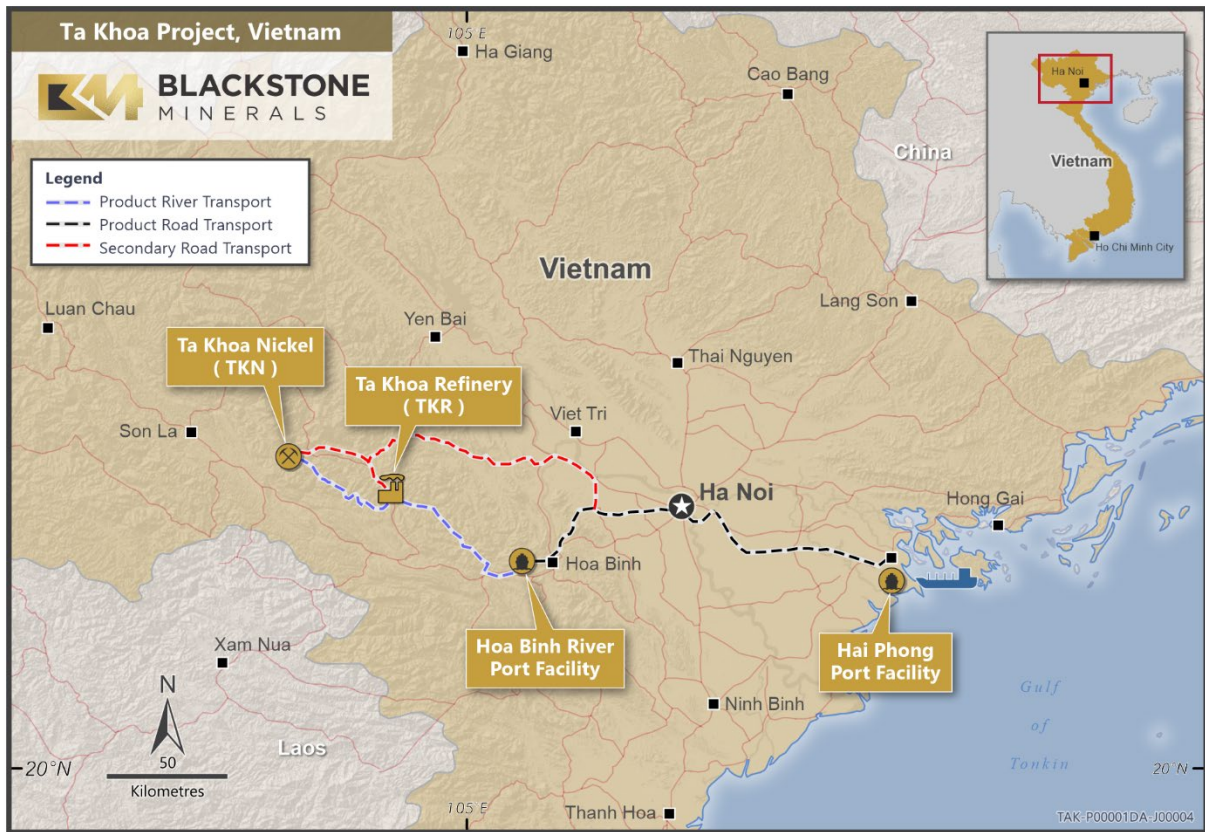 Ta Khoa Project, Vietnam
BLACKSTONE
MINERALS
Legend
Product River Transport
Product Road Transport
Secondary Road Transport
105 E
Ha Giang
Cao Bang
China
Ha Noi
Vietnam
Ho Chi Minh City
Vietnam
Luan Chau
Yen Bai
Lang Son
Thai Nguyen
Ta Khoa Nickel
( TKN )
Ta Khoa Refinery
( TKR )
Viet Tri
Son La
Ha Noi
Hong Gai
Hoa Binh
Hoa Binh River
Port Facility
Hai Phong
Port Facility
Xam Nua
N
50
Kilometres
Laos
Ninh Binh
Gulf
of
Tonkin
20°N
20°N
105 E
Thanh Hoa
TAK-P00001DA-J00004